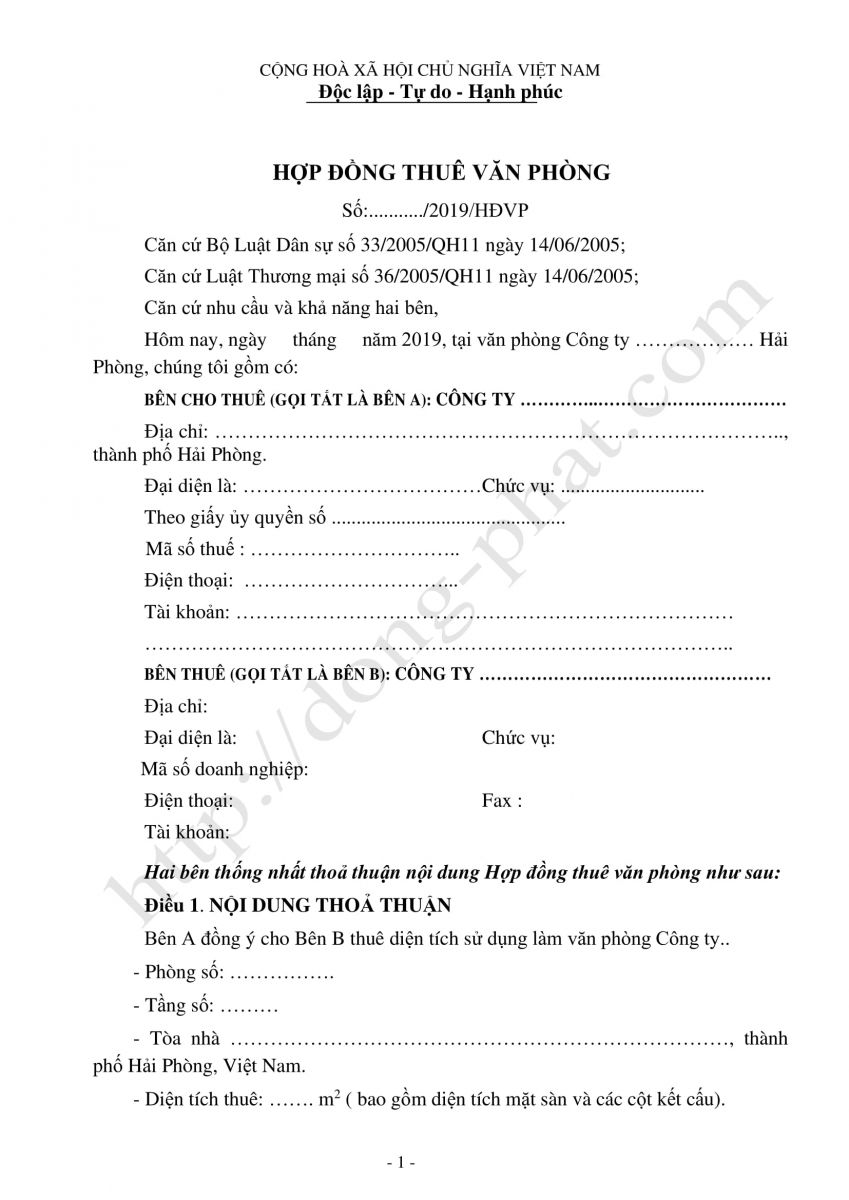 CỘNG HOÀ XÃ HỘI CHỦ NGHĨA VIỆT NAM
Độc lập - Tự do - Hạnh phúc
HỢP ĐỒNG THUÊ VĂN PHÒNG
Số:.........../2019/HĐVP
Căn cứ Bộ Luật Dân sự số 33/2005/QH11 ngày 14/06/2005;
Căn cứ Luật Thương mại số 36/2005/QH11 ngày 14/06/2005;
Căn cứ nhu cầu và khả năng hai bên,
Hôm nay, ngày tháng năm 2019, tại văn phòng Công ty ……………… Hải
Phòng, chúng tôi gồm có:
BÊN CHO THUÊ (GỌI TẮT LÀ BÊN A): CÔNG TY …………...……………………………
Địa chỉ: …………………………………………………………………………..,
thành phố Hải Phòng.
Đại diện là: ………………………………Chức vụ: .............................
Theo giấy ủy quyền số ...............................................
Mã số thuế : …………………………..
Điện thoại: …………………………...
Tài khoản: …………………………………………………………………
……………………………………………………………………………..
BÊN THUÊ (GỌI TẮT LÀ BÊN B): CÔNG TY ……………………………………………
Địa chỉ:
Đại diện là: Chức vụ:
Mã số doanh nghiệp:
Điện thoại: Fax :
Tài khoản:
Hai bên thống nhất thoả thuận nội dung Hợp đồng thuê văn phòng như sau:
Điều 1. NỘI DUNG THOẢ THUẬN
Bên A đồng ý cho Bên B thuê diện tích sử dụng làm văn phòng Công ty..
- Phòng số: …………….
- Tầng số: ………
- Tòa nhà …………………………………………………………………, thành
phố Hải Phòng, Việt Nam.
- Diện tích thuê: ……. m² ( bao gồm diện tích mặt sàn và các cột kết cấu).
- 1 -
http://dong-phat.com